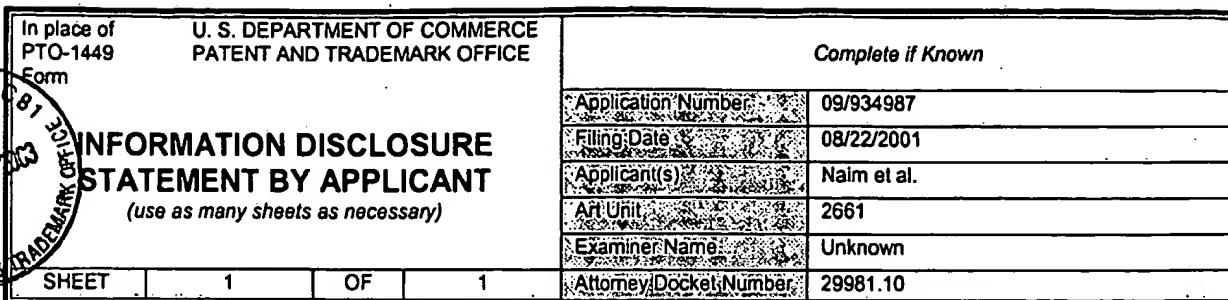 In place of U. S. DEPARTMENT OF COMMERCE
PTO-1449 PATENT AND TRADEMARK OFFICE
Form
INFORMATION DISCLOSURE
STATEMENT BY APPLICANT
(use as many sheets as necessary)
SHEET 1 OF 1
Complete if Known
Application Number 09/934987
Filing Date 08/22/2001
Applicant(s) Naim et al.
Art Unit 2661
Examiner Name Unknown
Attorney Docket Number 29981.10
TRADEMARK OFFICE